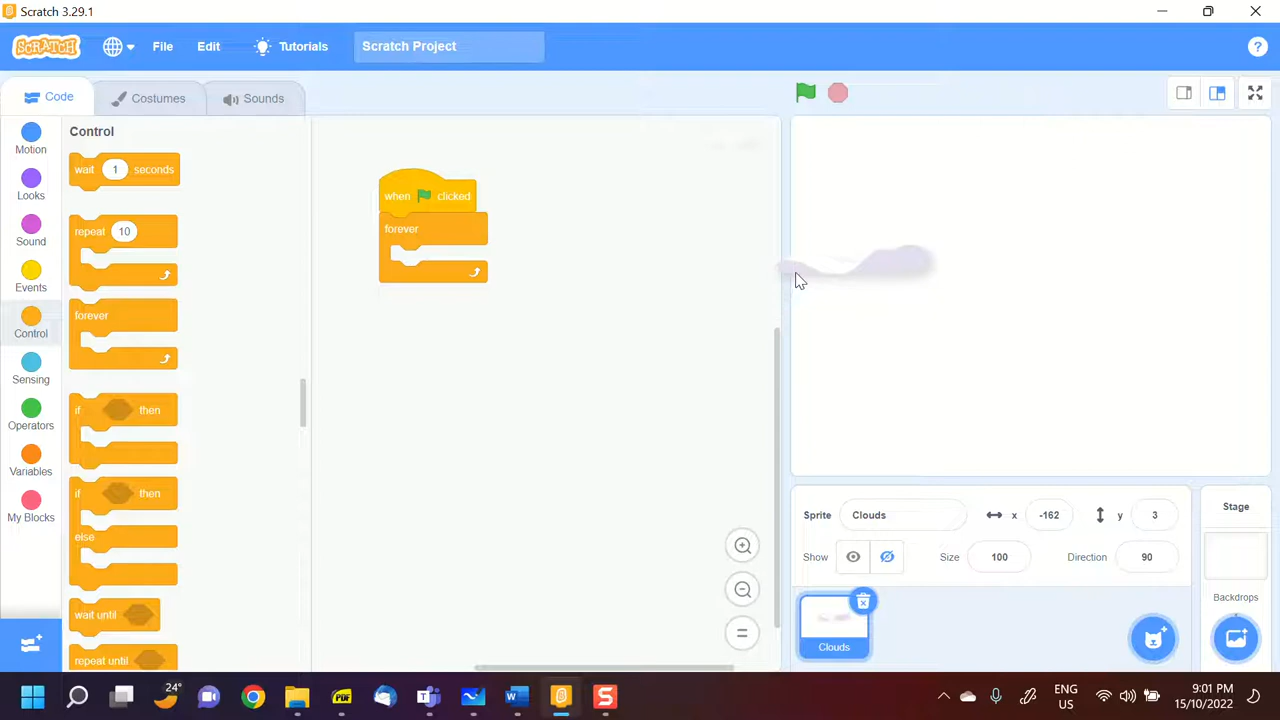 Scratch 3.29.1
SCRATCH
File
Edit
Tutorials
Scratch Project
?
Code
Costumes
Sounds
Motion
Looks
Sound
Events
Control
Sensing
Operators
Variables
My Blocks
Control
wait 1 seconds
repeat 10
forever
if then
if then
else
wait until
repeat until
when clicked
forever
Sprite Clouds x -162 y 3
Show Size 100 Direction 90
Clouds
Stage
Backdrops
24°
PDF
W
S
ENG
US
9:01 PM
15/10/2022